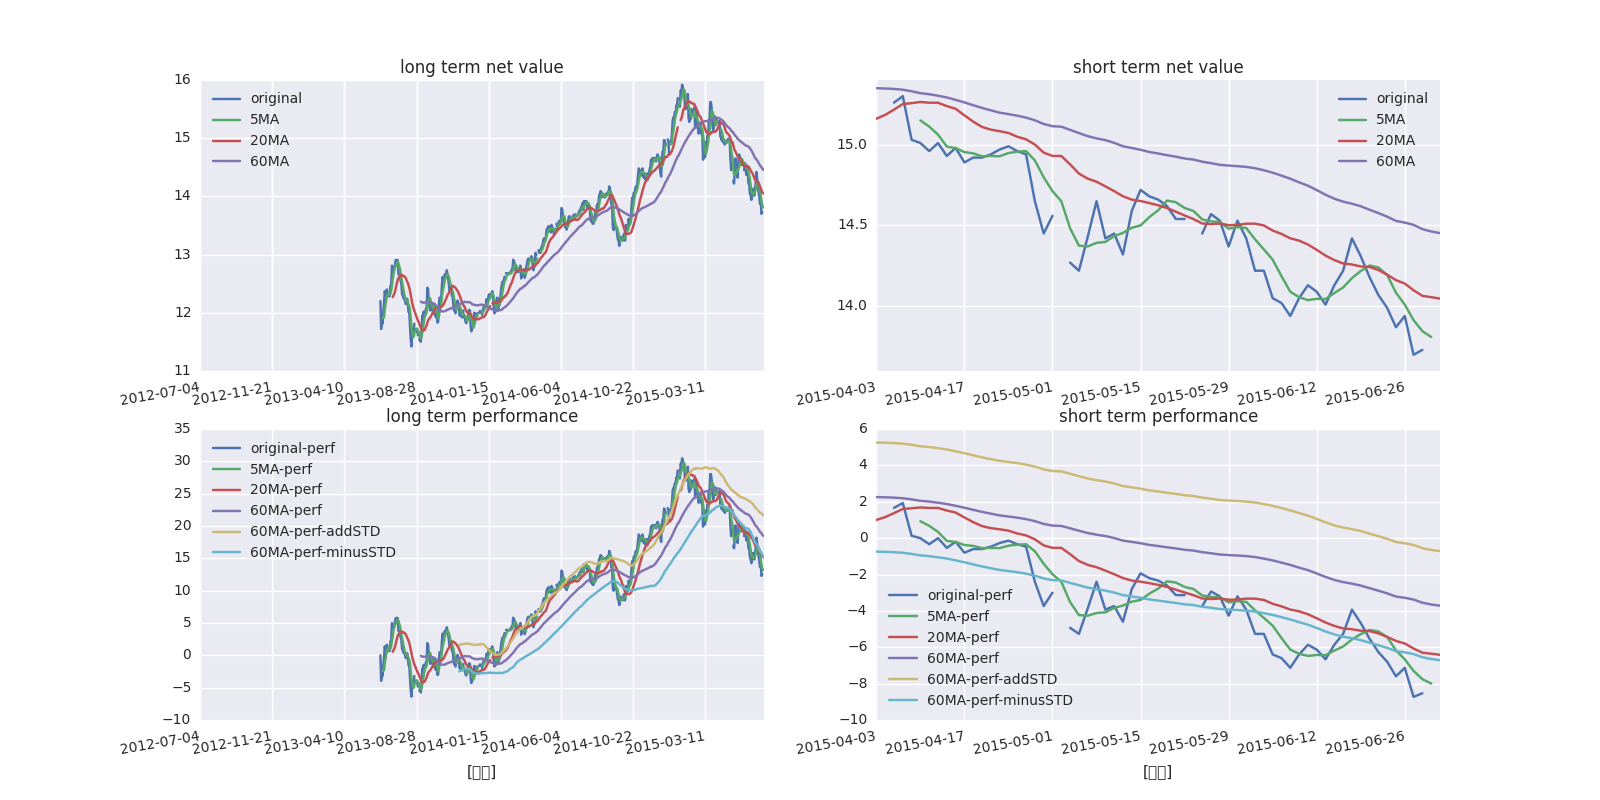 long term net value
16
15
14
13
12
11
original
5MA
20MA
60MA
2012-07-04
2012-11-21
2013-04-10
2013-08-28
2014-01-15
2014-06-04
2014-10-22
2015-03-11
short term net value
15.0
14.5
14.0
original
5MA
20MA
60MA
2015-04-03
2015-04-17
2015-05-01
2015-05-15
2015-05-29
2015-06-12
2015-06-26
long term performance
35
30
25
20
15
10
5
0
−5
−10
original-perf
5MA-perf
20MA-perf
60MA-perf
60MA-perf-addSTD
60MA-perf-minusSTD
2012-07-04
2012-11-21
2013-04-10
2013-08-28
2014-01-15
2014-06-04
2014-10-22
2015-03-11
short term performance
6
4
2
0
−2
−4
−6
−8
−10
original-perf
5MA-perf
20MA-perf
60MA-perf
60MA-perf-addSTD
60MA-perf-minusSTD
2015-04-03
2015-04-17
2015-05-01
2015-05-15
2015-05-29
2015-06-12
2015-06-26